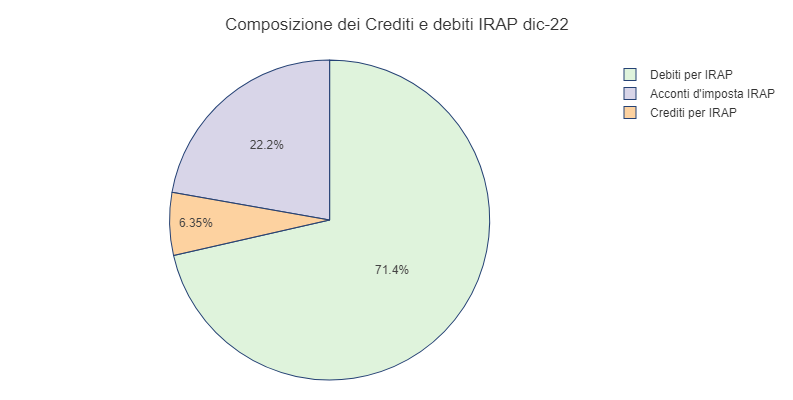 Composizione dei Crediti e debiti IRAP dic-22
Debiti per IRAP
Acconti d'imposta IRAP
Crediti per IRAP
22.2%
6.35%
71.4%